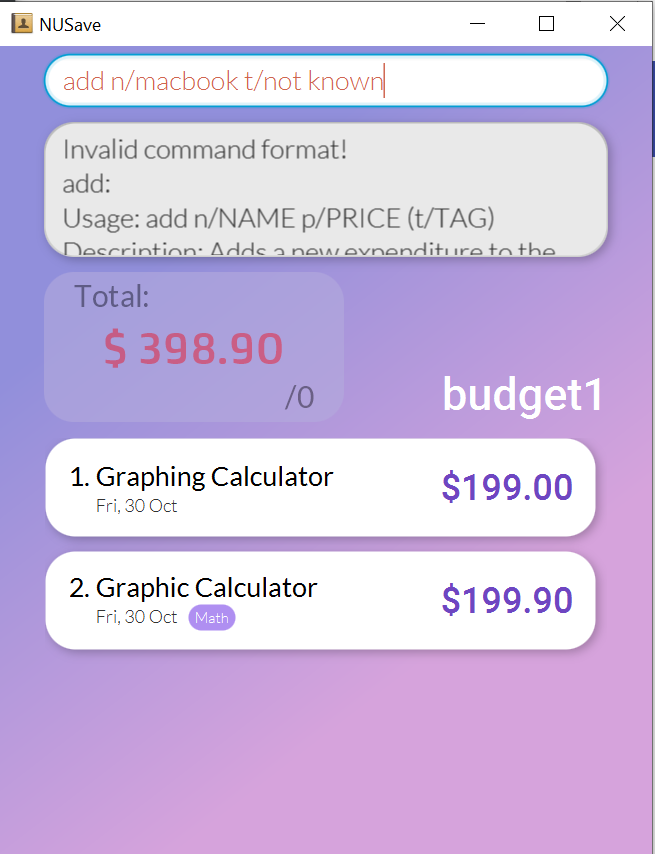 NUSave
add n/macbook t/not known
Invalid command format!
add:
Usage: add n/NAME p/PRICE (t/TAG)
Description: Adds a new expenditure to the
Total:
$ 398.90
/0
budget1
1. Graphing Calculator
Fri, 30 Oct
$199.00
2. Graphic Calculator
Fri, 30 Oct
Math
$199.90